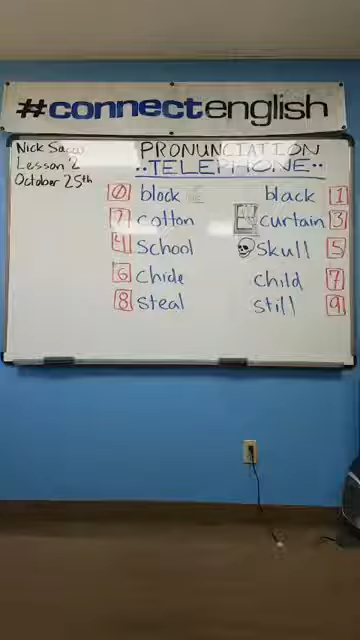 #connectenglish
Nick
Lesson 2
October 25th
PRONUNCIATION
..TELEPHONE..
0 block black 1
cotton curtain 3
4 School skull 5
6 chide child 7
8 steal still 9